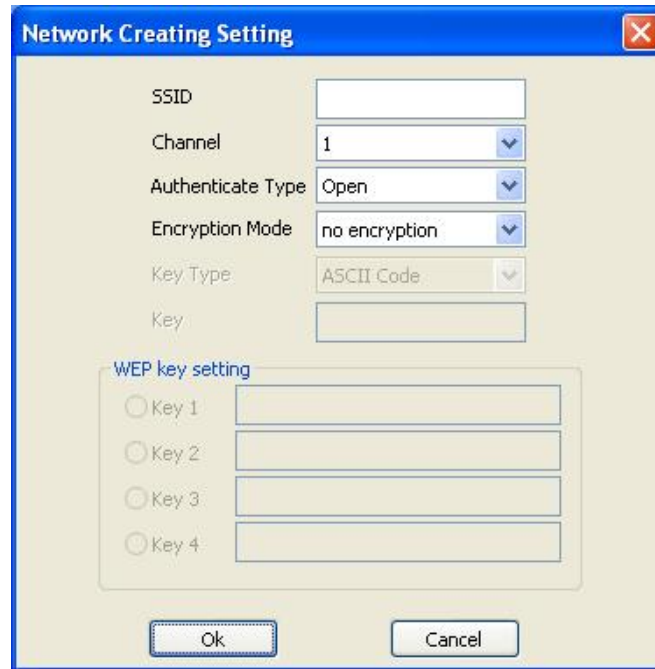 Network Creating Setting
SSID
Channel 1
Authenticate Type Open
Encryption Mode no encryption
Key Type ASCII Code
Key
WEP key setting
Key 1
Key 2
Key 3
Key 4
Ok Cancel